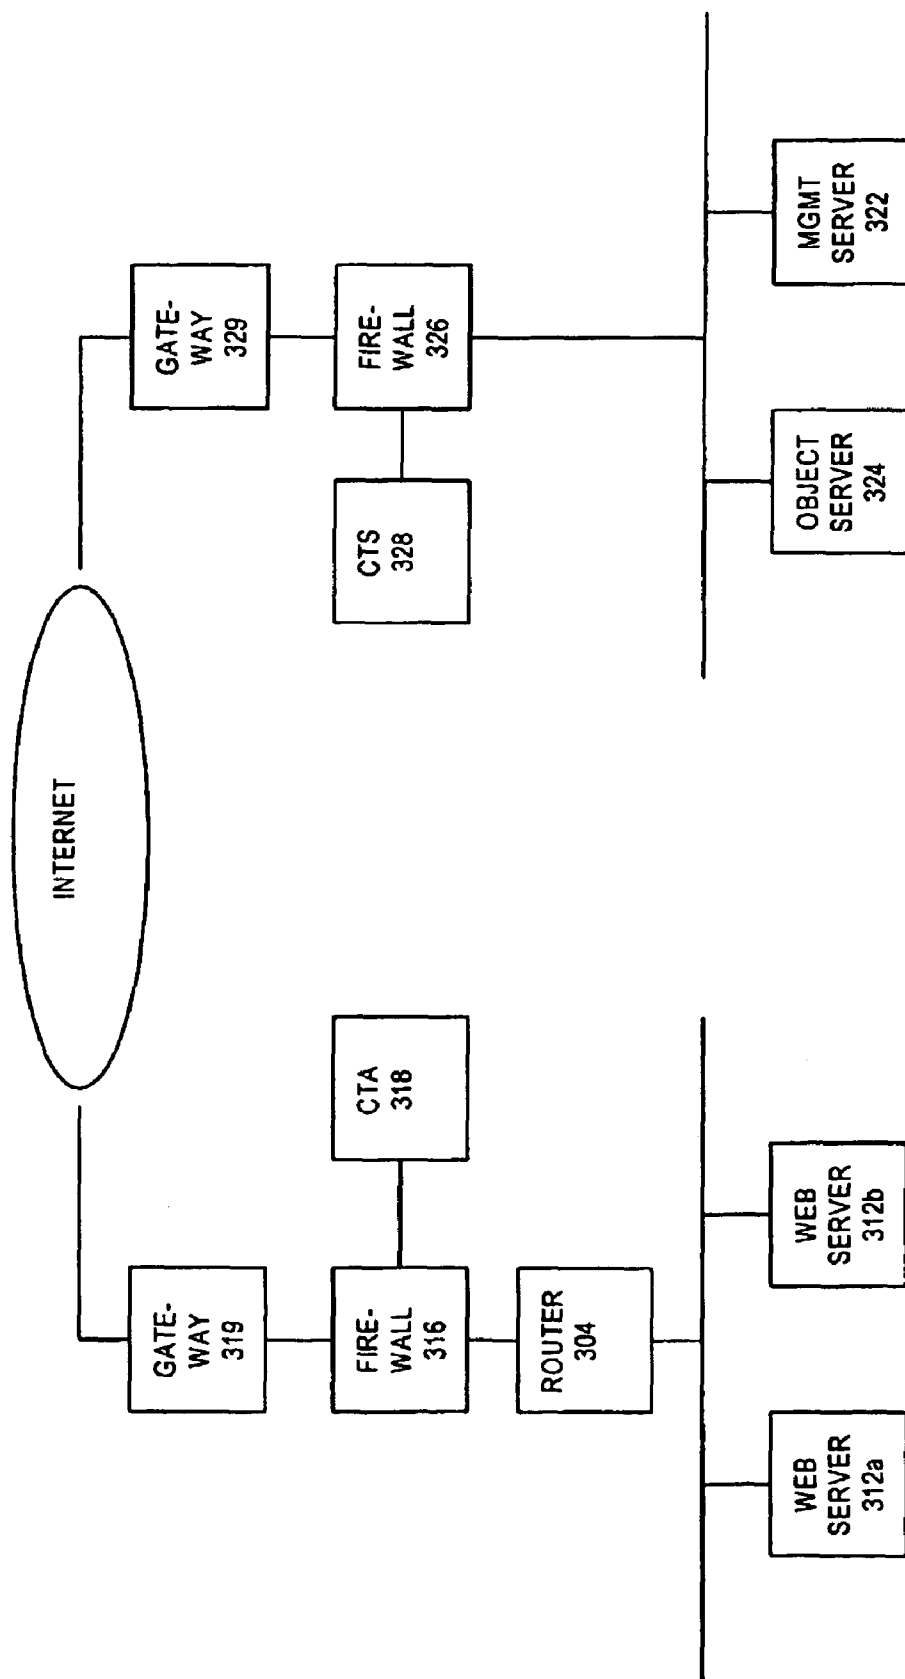 INTERNET
GATE-
WAY
319
FIRE-
WALL
316
CTA
318
ROUTER
304
WEB
SERVER
312a
WEB
SERVER
312b
GATE-
WAY
329
CTS
328
FIRE-
WALL
326
OBJECT
SERVER
324
MGMT
SERVER
322